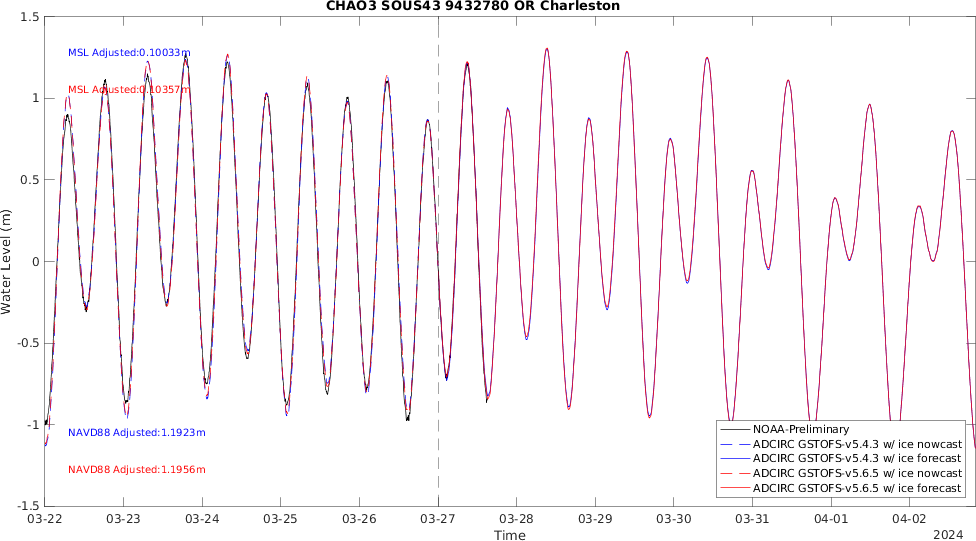 CHAO3 SOUS43 9432780 OR Charleston
1.5
MSL Adjusted:0.10033m
MSL Adjusted:0.10357m
1
0.5
Water Level (m)
0
-0.5
-1
NAVD88 Adjusted:1.1923m
NAVD88 Adjusted:1.1956m
-1.5
NOAA-Preliminary
ADCIRC GSTOFS-v5.4.3 w/ ice nowcast
ADCIRC GSTOFS-v5.4.3 w/ ice forecast
ADCIRC GSTOFS-v5.6.5 w/ ice nowcast
ADCIRC GSTOFS-v5.6.5 w/ ice forecast
03-22 03-23 03-24 03-25 03-26 03-27 03-28 03-29 03-30 03-31 04-01 04-02
Time
2024